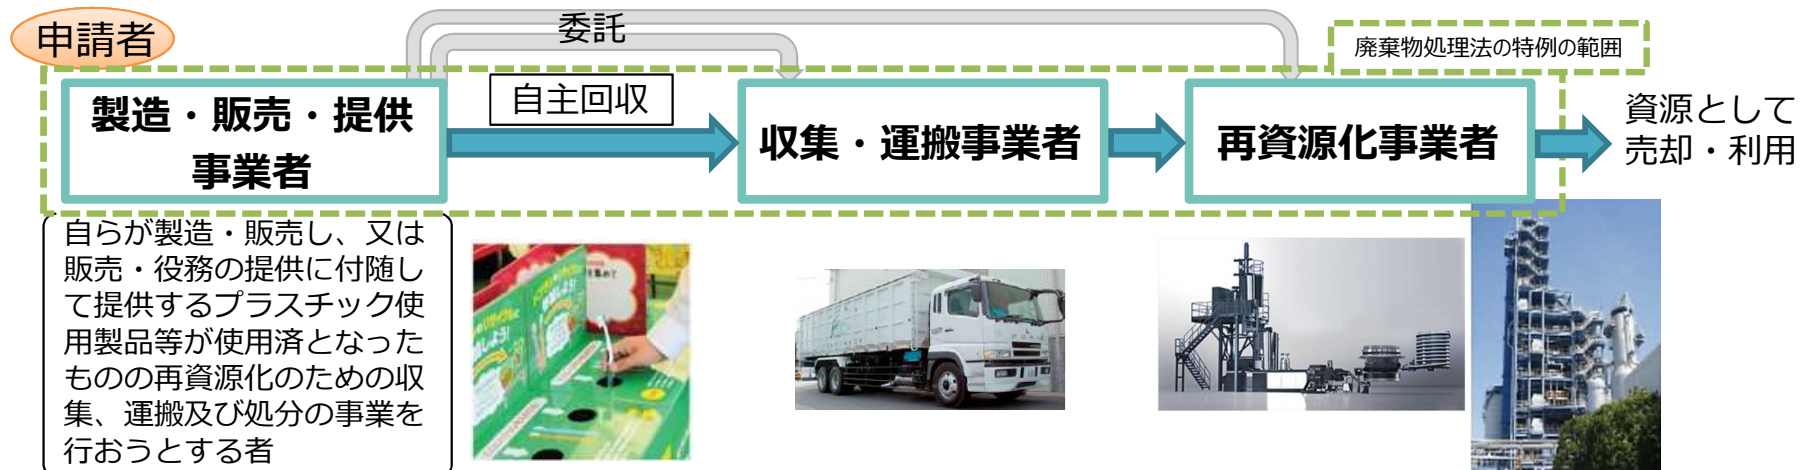 申請者
委託
廃棄物処理法の特例の範囲
製造・販売・提供
事業者
自主回収
収集・運搬事業者
再資源化事業者
資源として
売却・利用
自らが製造・販売し、又は
販売・役務の提供に付随し
て提供するプラスチック使
用製品等が使用済となった
ものの再資源化のための収
集、運搬及び処分の事業を
行おうとする者